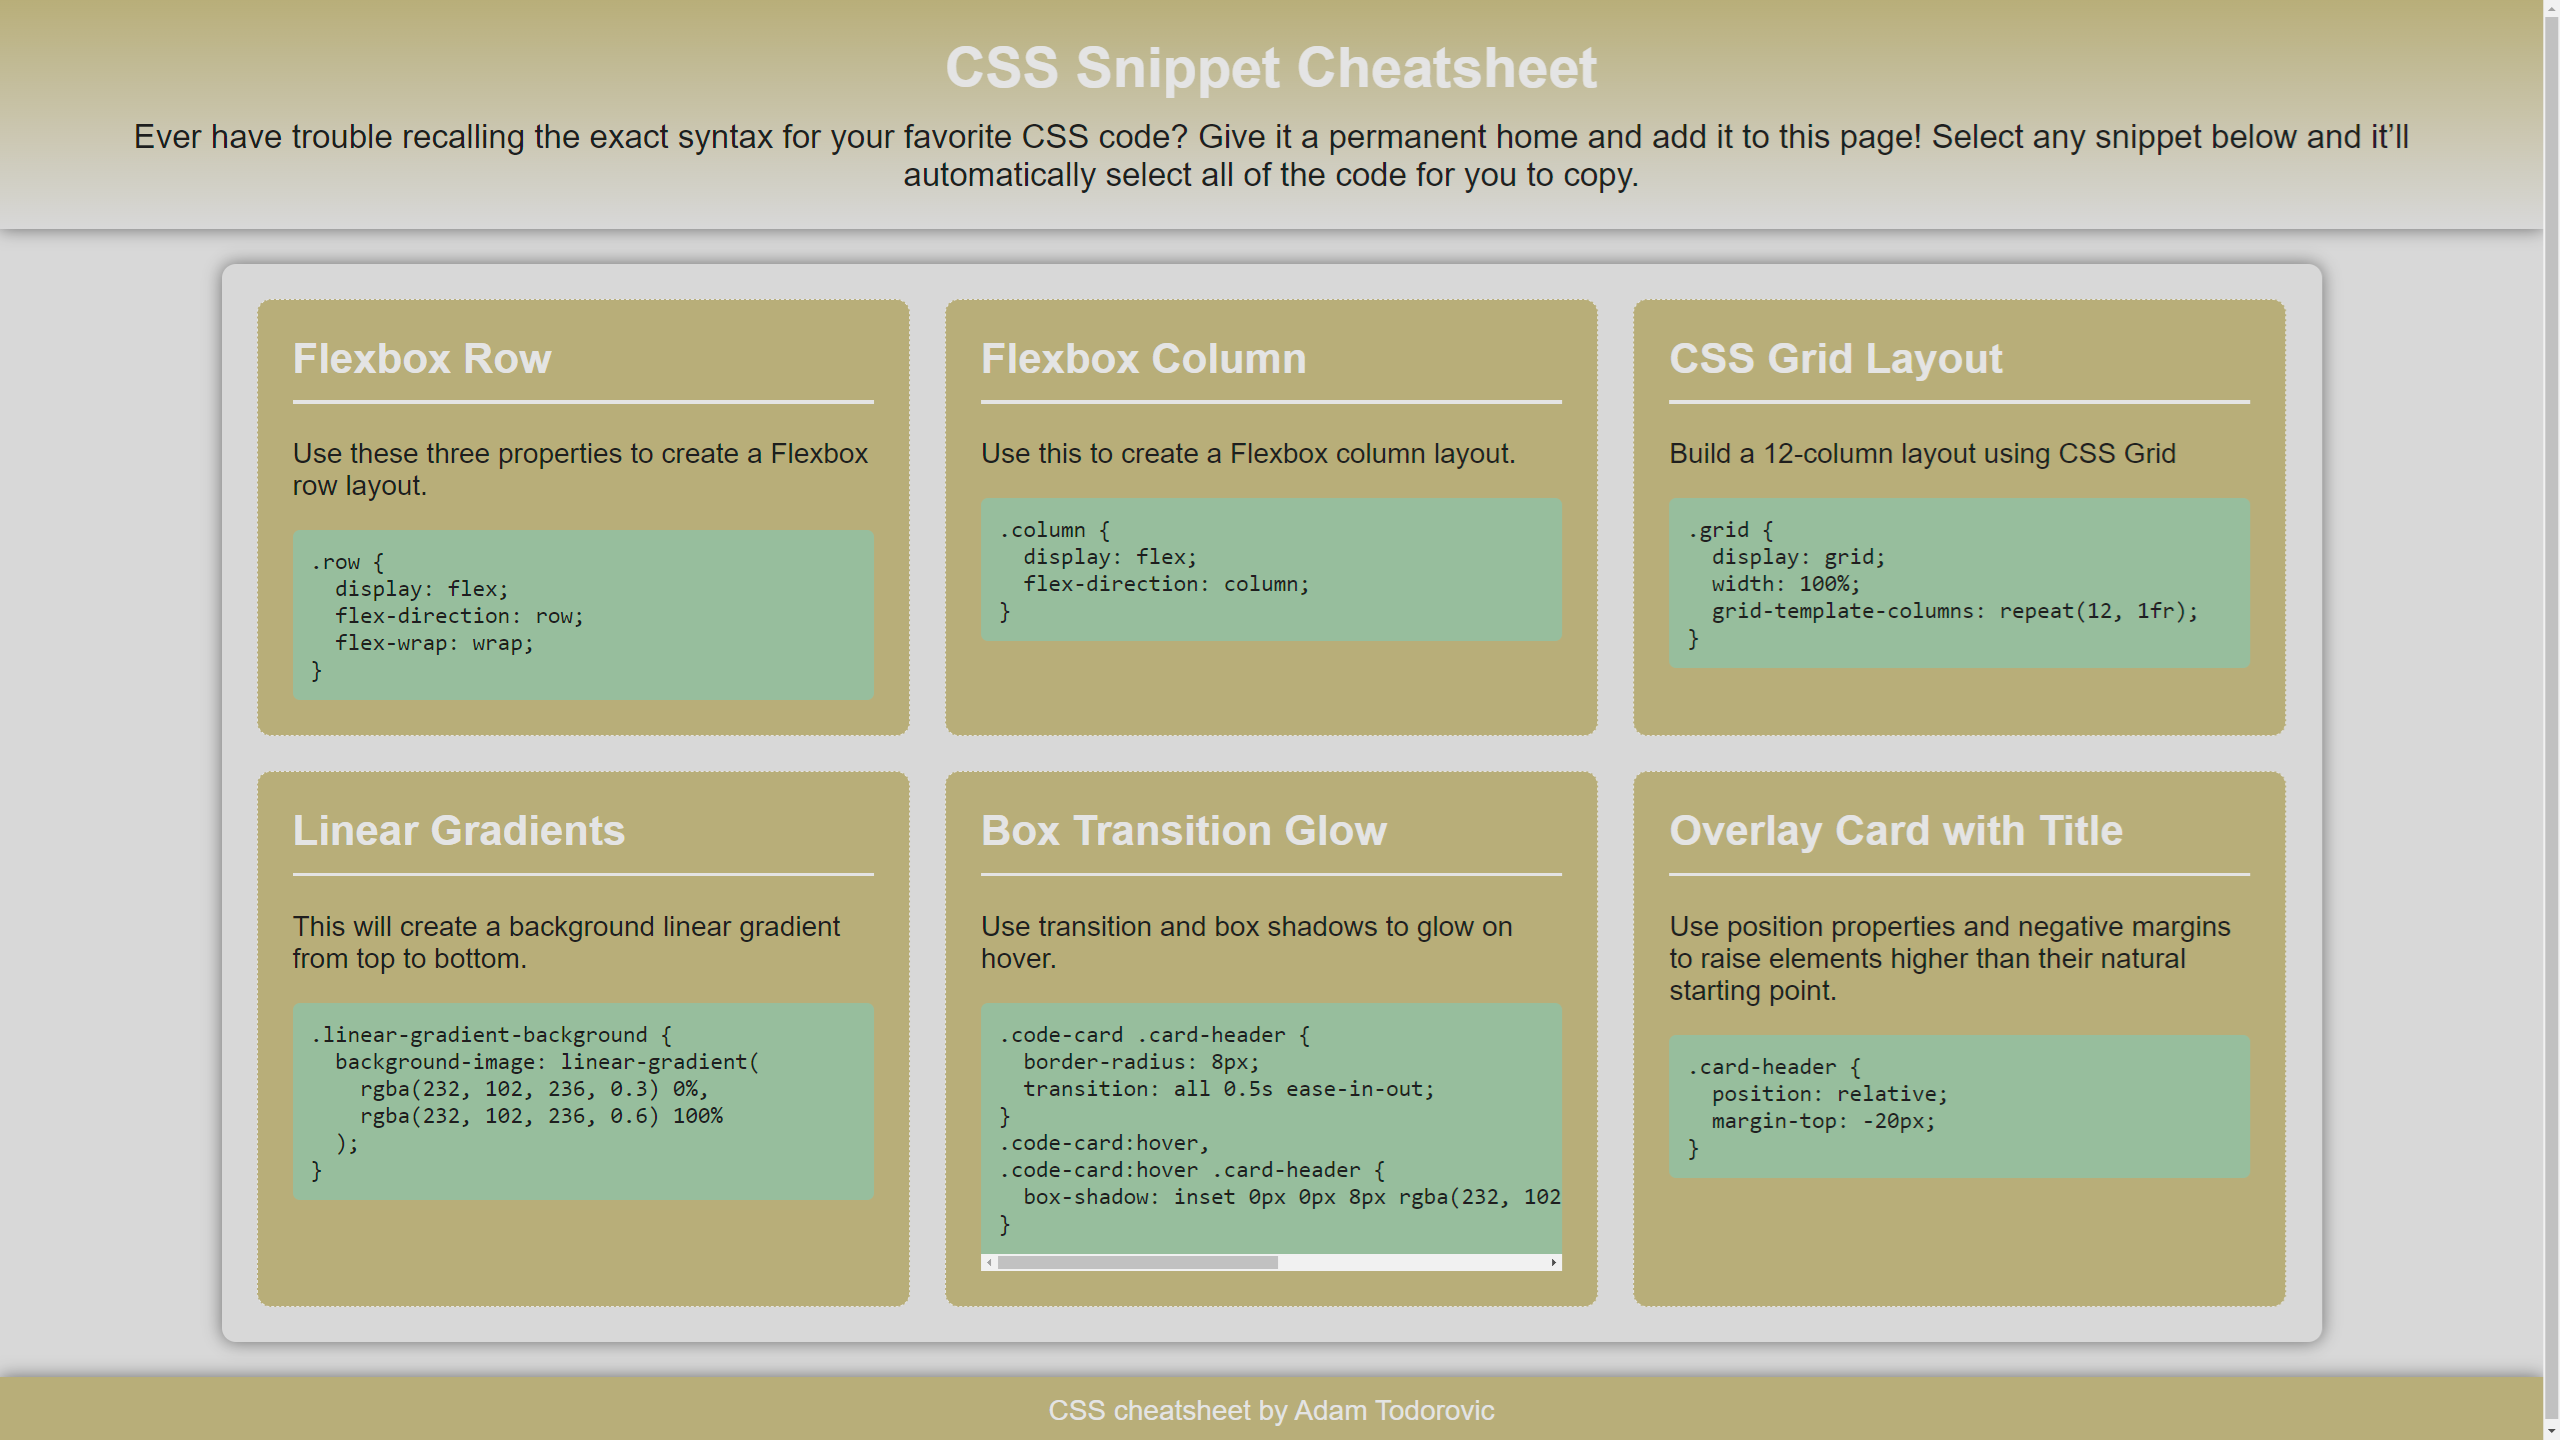 CSS Snippet Cheatsheet
Ever have trouble recalling the exact syntax for your favorite CSS code? Give it a permanent home and add it to this page! Select any snippet below and it’ll
automatically select all of the code for you to copy.
Flexbox Row
Use these three properties to create a Flexbox
row layout.
.row {
  display: flex;
  flex-direction: row;
  flex-wrap: wrap;
}
Flexbox Column
Use this to create a Flexbox column layout.
.column {
  display: flex;
  flex-direction: column;
}
CSS Grid Layout
Build a 12-column layout using CSS Grid
.grid {
  display: grid;
  width: 100%;
  grid-template-columns: repeat(12, 1fr);
}
Linear Gradients
This will create a background linear gradient
from top to bottom.
.linear-gradient-background {
  background-image: linear-gradient(
    rgba(232, 102, 236, 0.3) 0%,
    rgba(232, 102, 236, 0.6) 100%
  );
}
Box Transition Glow
Use transition and box shadows to glow on
hover.
.code-card .card-header {
  border-radius: 8px;
  transition: all 0.5s ease-in-out;
}
.code-card:hover,
.code-card:hover .card-header {
  box-shadow: inset 0px 0px 8px rgba(232, 102
}
Overlay Card with Title
Use position properties and negative margins
to raise elements higher than their natural
starting point.
.card-header {
  position: relative;
  margin-top: -20px;
}
CSS cheatsheet by Adam Todorovic